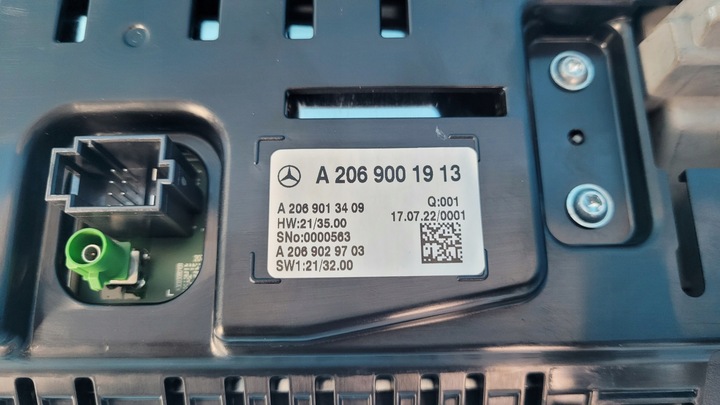 A 206 900 19 13
A 206 901 34 09
Q:001
HW:21/35.00
17.07.22/0001
SNo:0000563
A 206 902 97 03
SW1:21/32.00